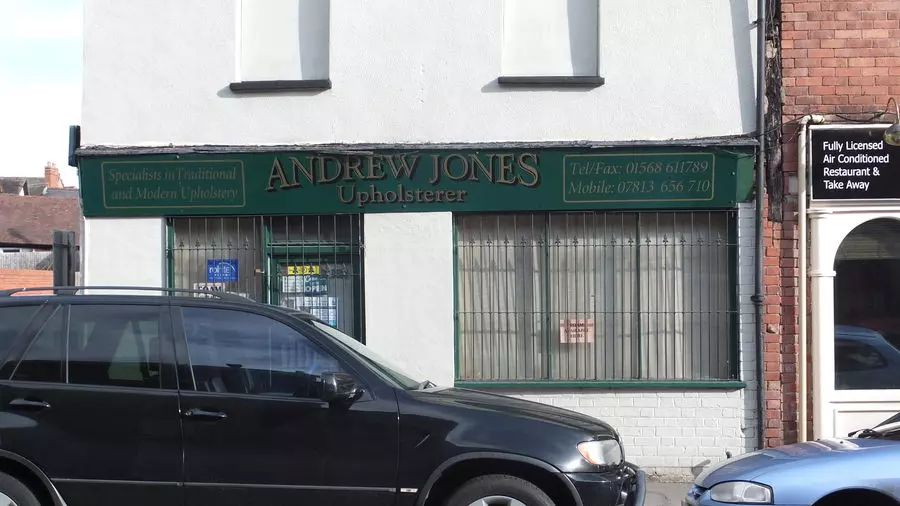 Specialists in Traditional
and Modern Upholstery
ANDREW JONES
Upholsterer
Tel/Fax: 01568 611789
Mobile: 07813 656 710
Fully Licensed
Air Conditioned
Restaurant &
Take Away
OPEN